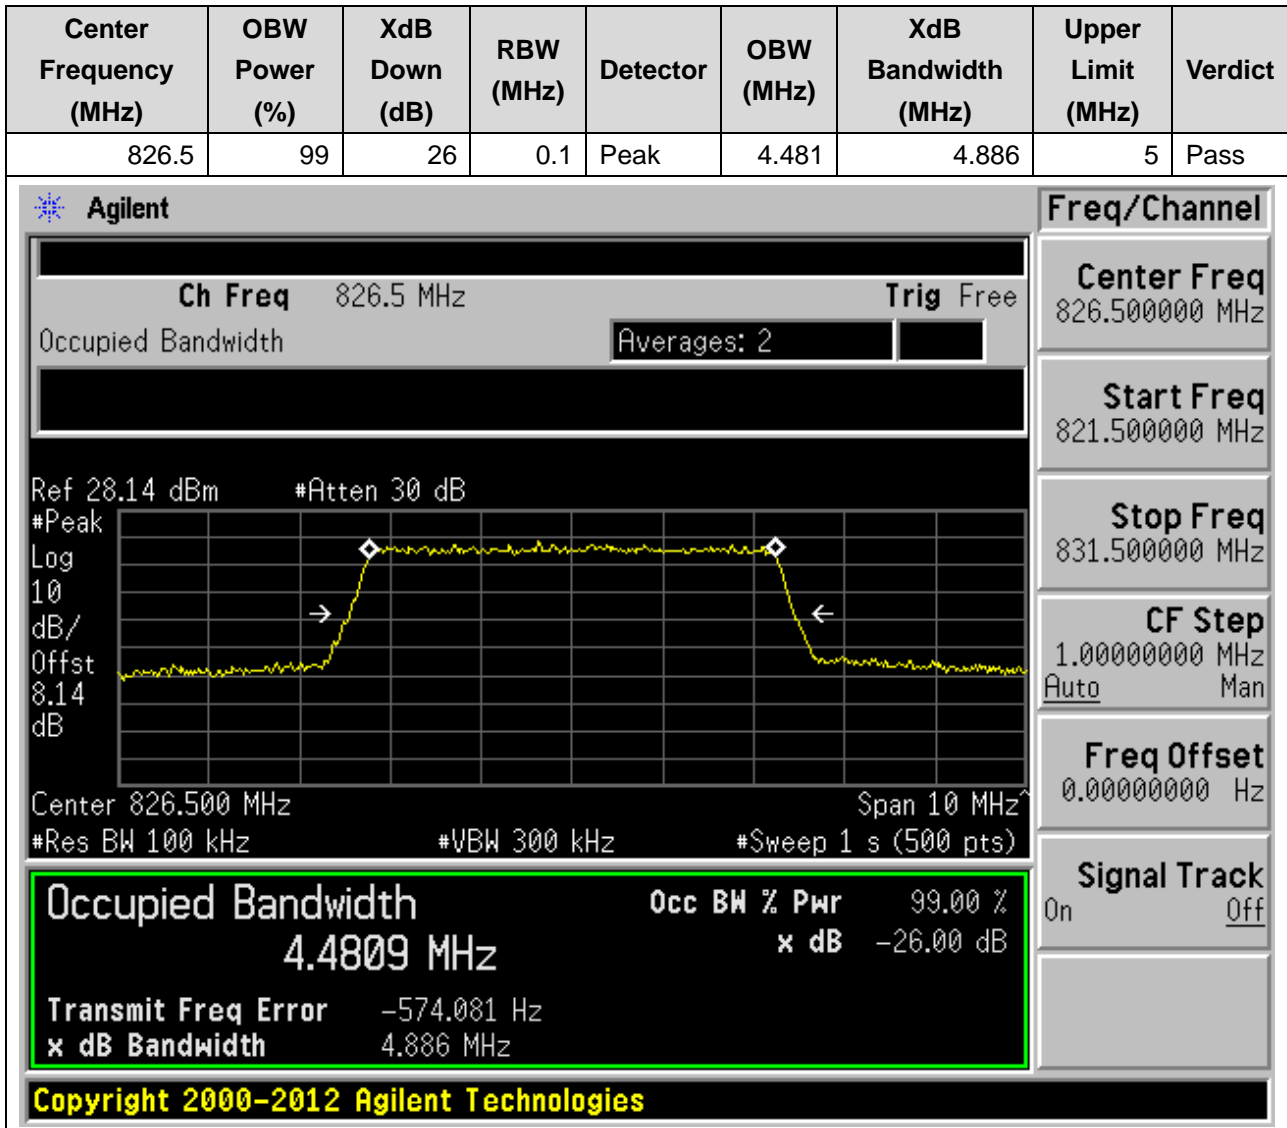 Center Frequency (MHz) OBW Power (%) XdB Down (dB) RBW (MHz) Detector OBW (MHz) XdB Bandwidth (MHz) Upper Limit (MHz) Verdict
826.5 99 26 0.1 Peak 4.481 4.886 5 Pass
Agilent
Ch Freq 826.5 MHz Trig Free
Occupied Bandwidth Averages: 2
Ref 28.14 dBm #Atten 30 dB
#Peak
Log
10
dB/
Offst
8.14
dB
Center 826.500 MHz Span 10 MHz^
#Res BW 100 kHz #VBW 300 kHz #Sweep 1 s (500 pts)
Occupied Bandwidth Occ BW % Pwr 99.00 %
4.4809 MHz x dB -26.00 dB
Transmit Freq Error -574.081 Hz
x dB Bandwidth 4.886 MHz
Copyright 2000-2012 Agilent Technologies
Freq/Channel
Center Freq
826.500000 MHz
Start Freq
821.500000 MHz
Stop Freq
831.500000 MHz
CF Step
1.00000000 MHz
Auto Man
Freq Offset
0.00000000 Hz
Signal Track
On Off